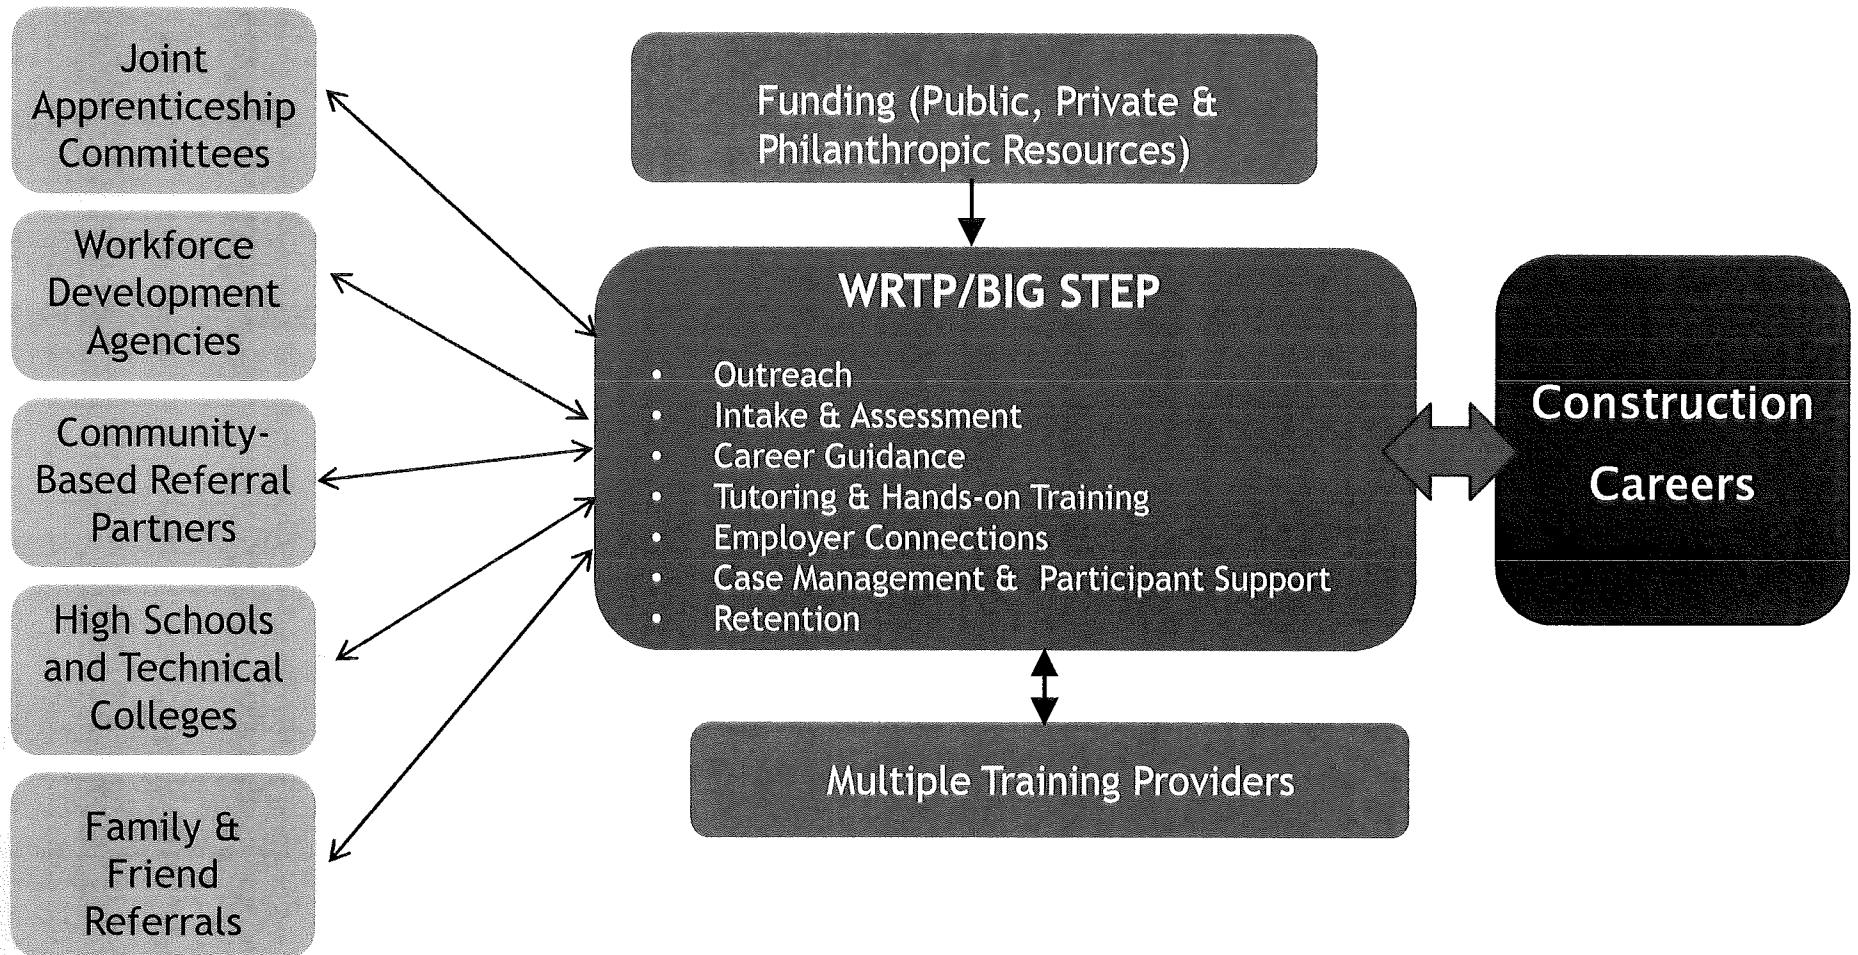 Joint
Apprenticeship
Committees
Workforce
Development
Agencies
Community-
Based Referral
Partners
High Schools
and Technical
Colleges
Family &
Friend
Referrals
Funding (Public, Private &
Philanthropic Resources)
WRTP/BIG STEP
• Outreach
• Intake & Assessment
• Career Guidance
• Tutoring & Hands-on Training
• Employer Connections
• Case Management & Participant Support
• Retention
Multiple Training Providers
Construction
Careers